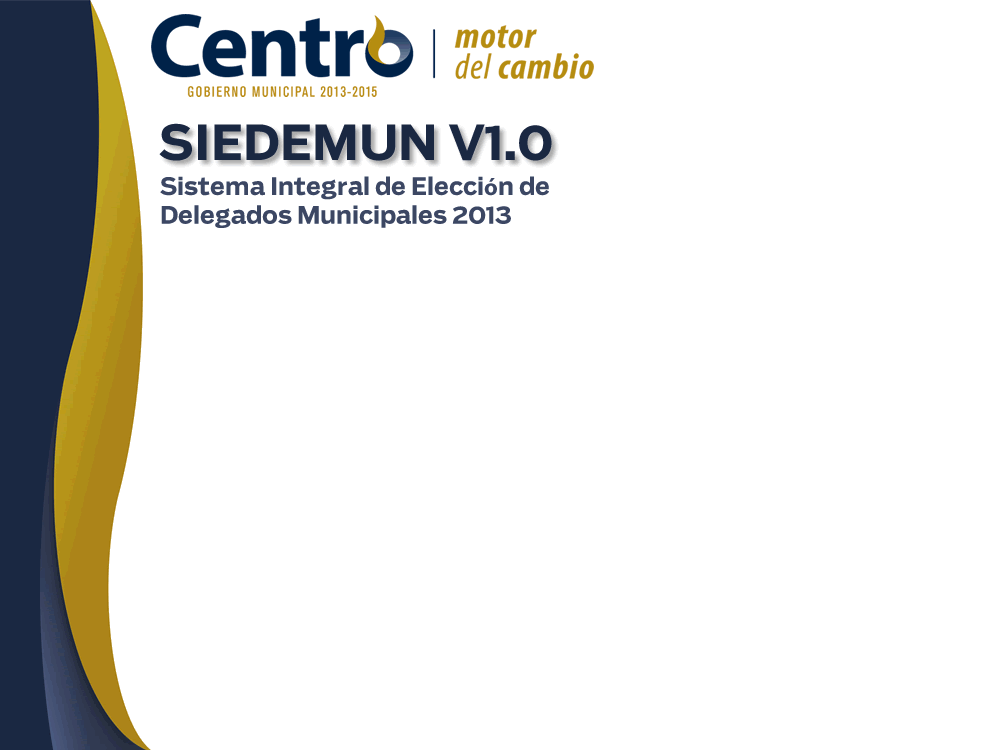 Centro
GOBIERNO MUNICIPAL 2013-2015
motor
del cambio
SIEDEMUN V1.0
Sistema Integral de Elección de
Delegados Municipales 2013